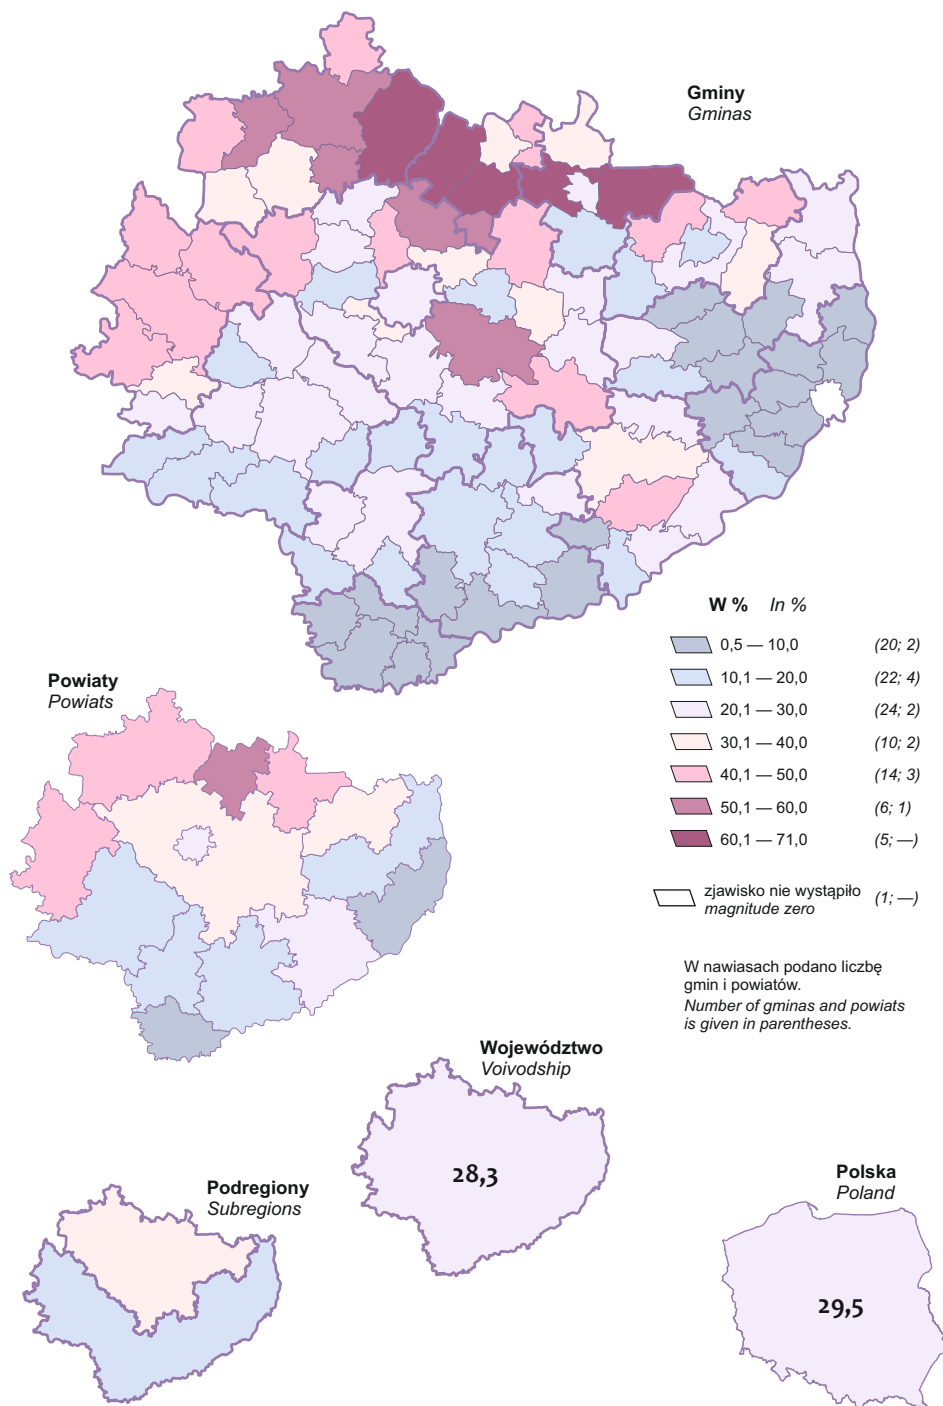 Gminy
Gminas
W % In %
0,5 — 10,0 (20; 2)
10,1 — 20,0 (22; 4)
20,1 — 30,0 (24; 2)
30,1 — 40,0 (10; 2)
40,1 — 50,0 (14; 3)
50,1 — 60,0 (6; 1)
60,1 — 71,0 (5; —)
zjawisko nie wystąpiło (1; —)
magnitude zero
W nawiasach podano liczbę
gmin i powiatów.
Number of gminas and powiats
is given in parentheses.
Powiaty
Powiats
Województwo
Voivodship
28,3
Podregiony
Subregions
Polska
Poland
29,5